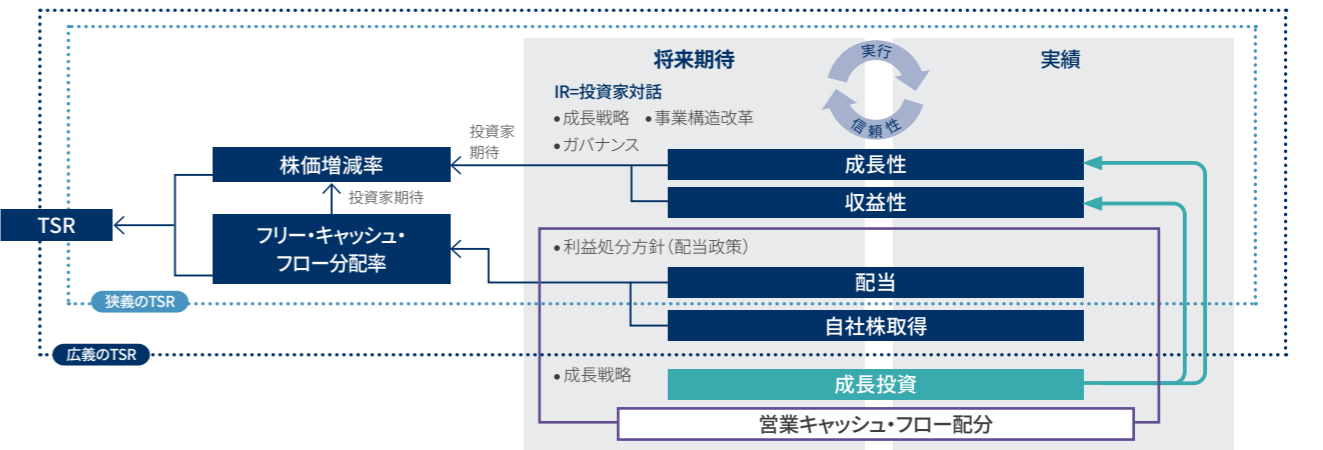 将来期待
実行
実績
IR=投資家対話
●成長戦略 ●事業構造改革
●ガバナンス
信頼性
投資家
期待
株価増減率
成長性
投資家期待
収益性
TSR
フリー・キャッシュ・
フロー分配率
●利益処分方針（配当政策）
配当
狭義のTSR
自社株取得
広義のTSR
●成長戦略
成長投資
営業キャッシュ・フロー配分